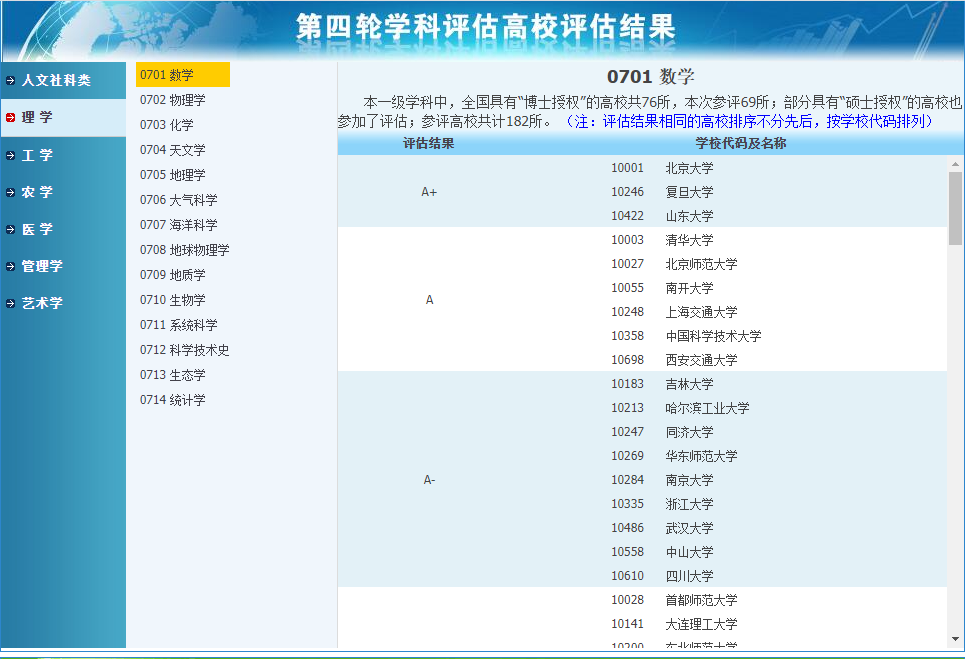 第四轮学科评估高校评估结果
人文社科类
理 学
工 学
农 学
医 学
管理学
艺术学
0701 数学
0702 物理学
0703 化学
0704 天文学
0705 地理学
0706 大气科学
0707 海洋科学
0708 地球物理学
0709 地质学
0710 生物学
0711 系统科学
0712 科学技术史
0713 生态学
0714 统计学
0701 数学
本一级学科中，全国具有“博士授权”的高校共76所，本次参评69所；部分具有“硕士授权”的高校也
参加了评估；参评高校共计182所。（注：评估结果相同的高校排序不分先后，按学校代码排列）
评估结果 学校代码及名称
A+
10001 北京大学
10246 复旦大学
10422 山东大学
A
10003 清华大学
10027 北京师范大学
10055 南开大学
10248 上海交通大学
10358 中国科学技术大学
10698 西安交通大学
A-
10183 吉林大学
10213 哈尔滨工业大学
10247 同济大学
10269 华东师范大学
10284 南京大学
10335 浙江大学
10486 武汉大学
10558 中山大学
10610 四川大学
10028 首都师范大学
10141 大连理工大学
10200 东北师范大学